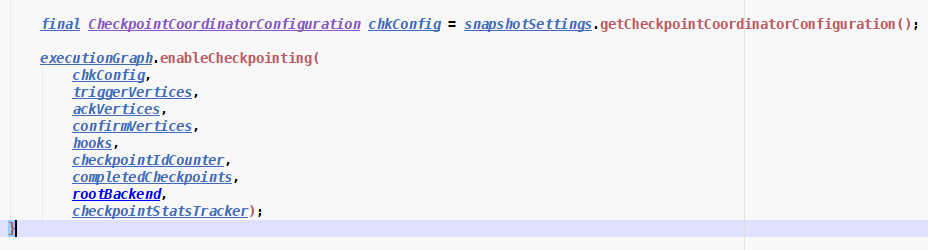 final CheckpointCoordinatorConfiguration chkConfig = snapshotSettings.getCheckpointCoordinatorConfiguration();
executionGraph.enableCheckpointing(
chkConfig,
triggerVertices,
ackVertices,
confirmVertices,
hooks,
checkpointIdCounter,
completedCheckpoints,
rootBackend,
checkpointStatsTracker);
}